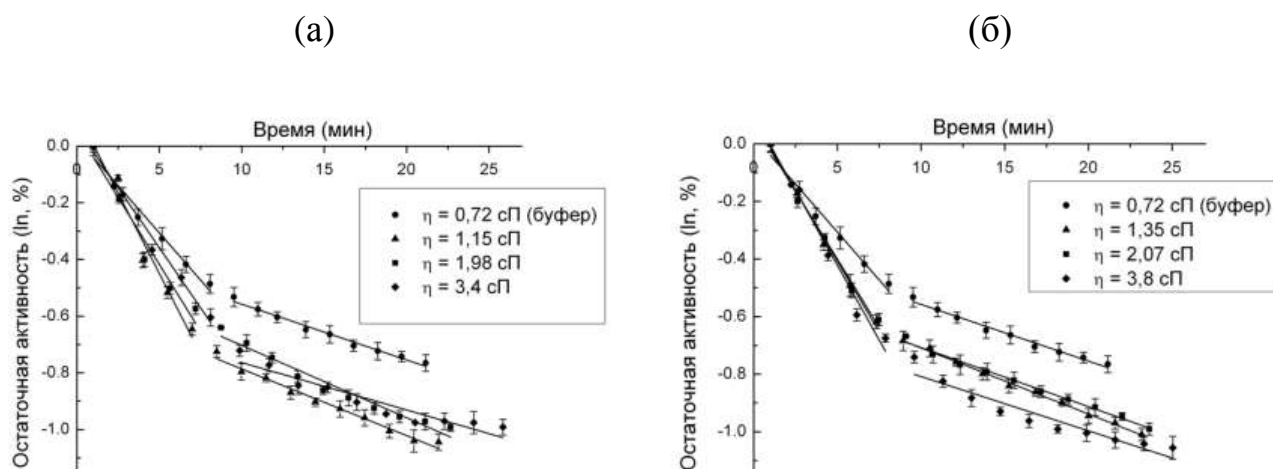 (а)
(б)
Время (мин)
0.0
0
5
10
15
20
25
-0.2
-0.4
-0.6
-0.8
-1.0
Остаточная активность (ln, %)
η = 0,72 сП (буфер)
η = 1,15 сП
η = 1,98 сП
η = 3,4 сП
Время (мин)
0.0
0
5
10
15
20
25
-0.2
-0.4
-0.6
-0.8
-1.0
Остаточная активность (ln, %)
η = 0,72 сП (буфер)
η = 1,35 сП
η = 2,07 сП
η = 3,8 сП